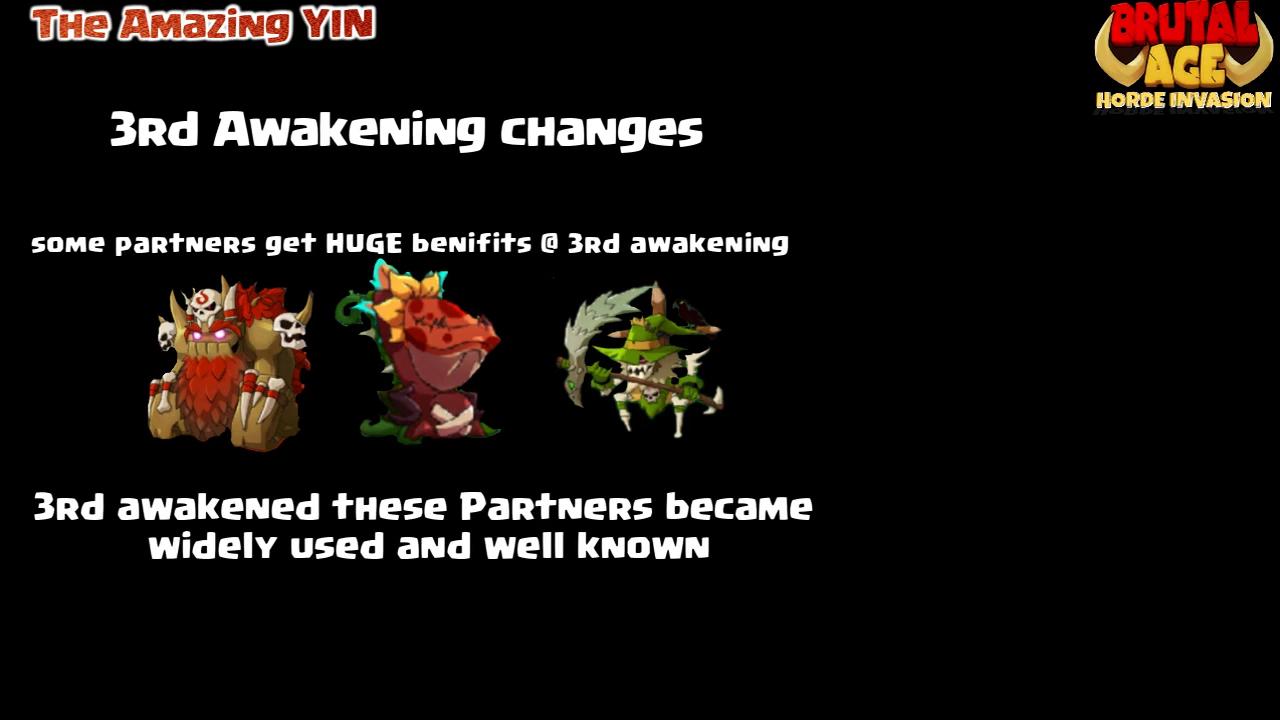 The Amazing YIN
BRUTAL
AGE
HORDE INVASION
3rd Awakening changes
some partners get HUGE benifits @ 3rd awakening
3rd awakened these Partners became
widely used and well known